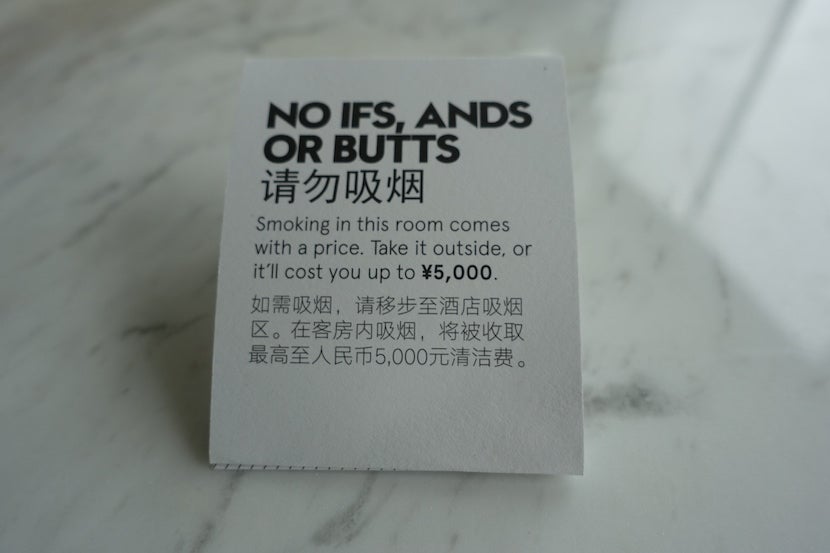 NO IFS, ANDS
OR BUTTS
请勿吸烟
Smoking in this room comes
with a price. Take it outside, or
it'll cost you up to ¥5,000.
如需吸烟，请移步至酒店吸烟
区。在客房内吸烟，将被收取
最高至人民币5,000元清洁费。